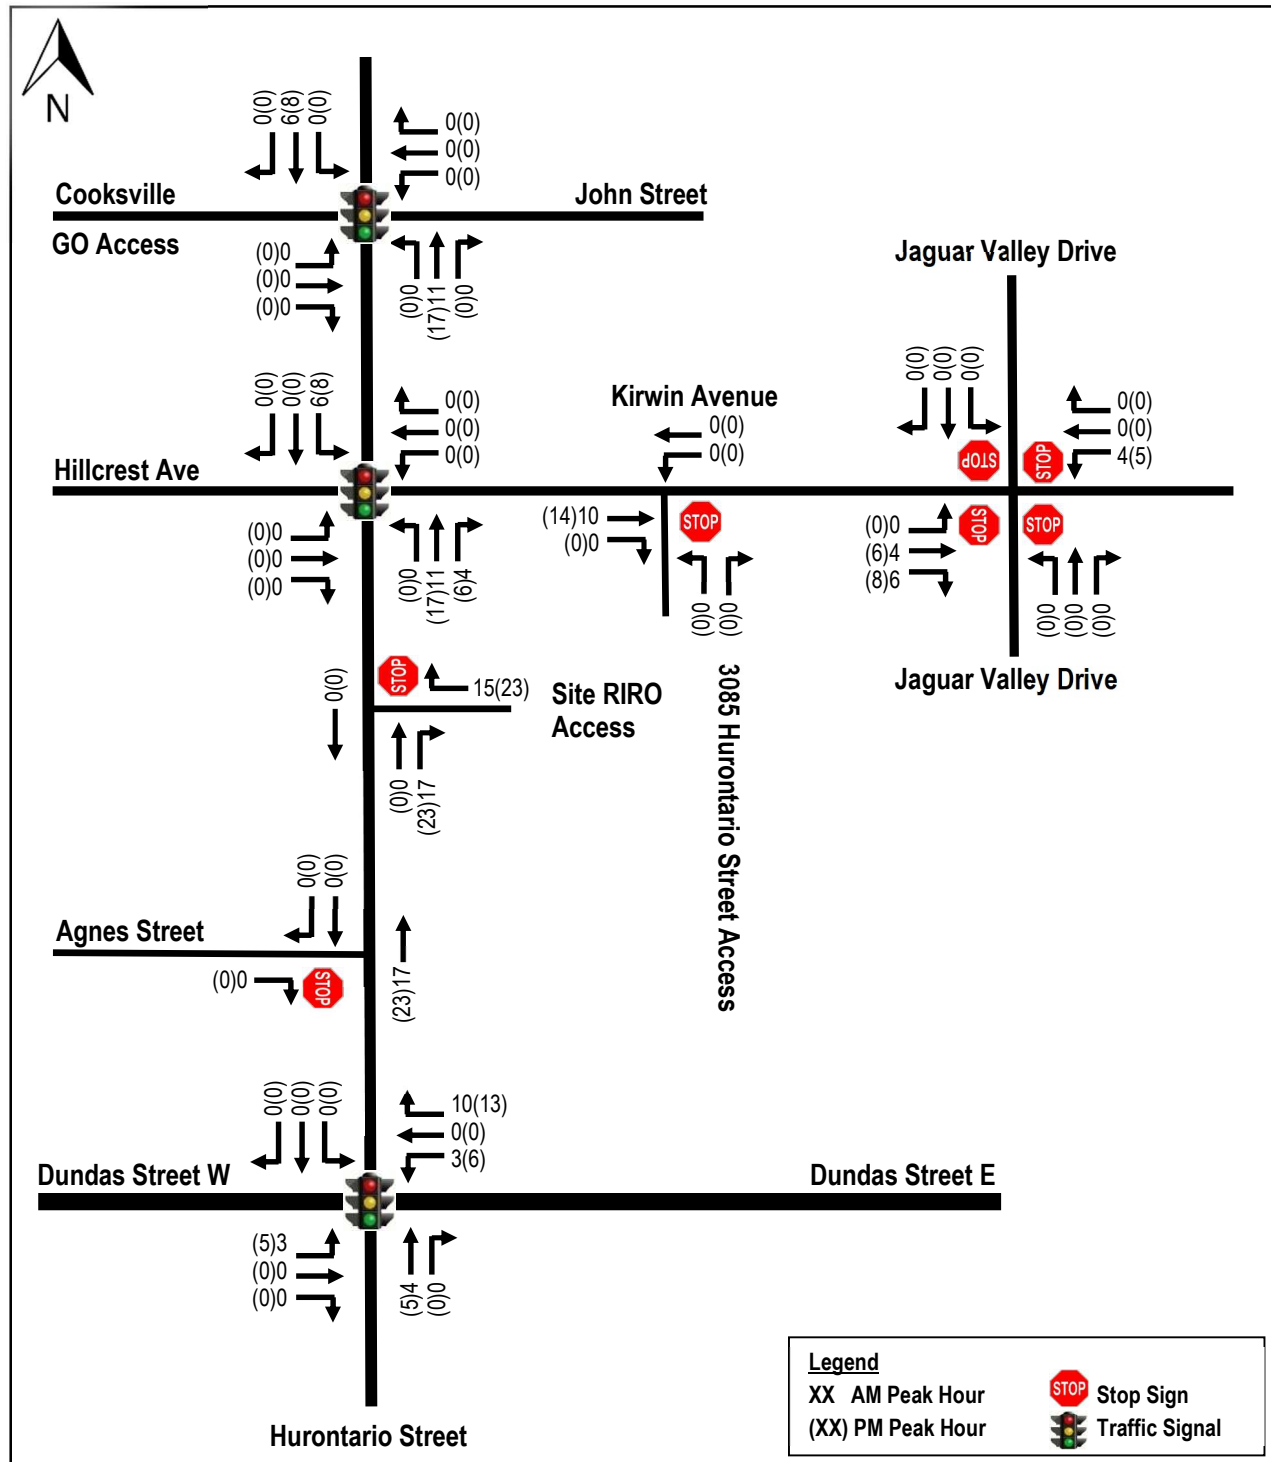 N
0(0)
6(8)
0(0)
0(0)
0(0)
0(0)
Cooksville
John Street
GO Access
(0)0
(0)0
(0)0
(0)0
(17)11
(0)0
Jaguar Valley Drive
0(0)
0(0)
6(8)
0(0)
0(0)
0(0)
Kirwin Avenue
0(0)
0(0)
0(0)
0(0)
0(0)
0(0)
0(0)
4(5)
Hillcrest Ave
STOP
STOP
(0)0
(0)0
(0)0
(0)0
(17)11
(6)4
(14)10
(0)0
STOP
(0)0
(0)0
(0)0
(6)4
(8)6
STOP
STOP
(0)0
(0)0
(0)0
Jaguar Valley Drive
0(0)
STOP
15(23)
Site RIRO
Access
(0)0
(23)17
3085 Hurontario Street Access
0(0)
0(0)
Agnes Street
(0)0
STOP
(23)17
0(0)
0(0)
0(0)
10(13)
0(0)
3(6)
Dundas Street W
Dundas Street E
(5)3
(0)0
(0)0
(5)4
(0)0
Hurontario Street
Legend
XX AM Peak Hour
STOP Stop Sign
(XX) PM Peak Hour
Traffic Signal